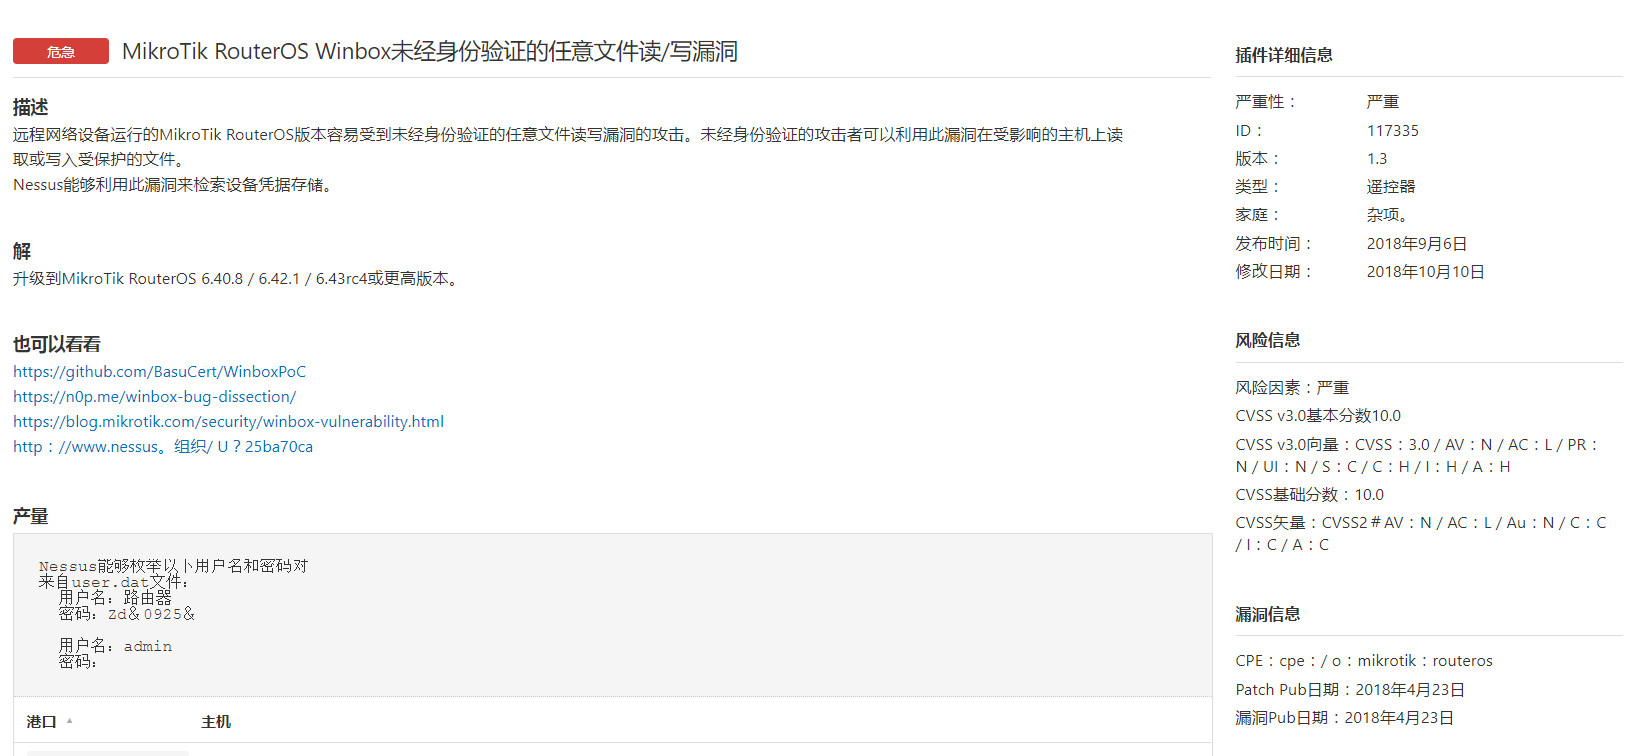 危急
MikroTik RouterOS Winbox未经身份验证的任意文件读/写漏洞
描述
远程网络设备运行的MikroTik RouterOS版本容易受到未经身份验证的任意文件读写漏洞的攻击。未经身份验证的攻击者可以利用此漏洞在受影响的主机上读
取或写入受保护的文件。
Nessus能够利用此漏洞来检索设备凭据存储。
解
升级到MikroTik RouterOS 6.40.8 / 6.42.1 / 6.43rc4或更高版本。
也可以看看
https://github.com/BasuCert/WinboxPoC
https://n0p.me/winbox-bug-dissection/
https://blog.mikrotik.com/security/winbox-vulnerability.html
http：//www.nessus。组织/ U？25ba70ca
产量
Nessus能够枚举以下用户名和密码对
来自user.dat文件：
用户名：路由器
密码：Zd＆0925＆
用户名：admin
密码：
港口
主机
插件详细信息
严重性： 严重
ID： 117335
版本： 1.3
类型： 遥控器
家庭： 杂项。
发布时间： 2018年9月6日
修改日期： 2018年10月10日
风险信息
风险因素：严重
CVSS v3.0基本分数10.0
CVSS v3.0向量：CVSS：3.0 / AV：N / AC：L / PR：
N / UI：N / S：C / C：H / I：H / A：H
CVSS基础分数：10.0
CVSS矢量：CVSS2＃AV：N / AC：L / Au：N / C：C
/ I：C / A：C
漏洞信息
CPE：cpe：/ o：mikrotik：routeros
Patch Pub日期：2018年4月23日
漏洞Pub日期：2018年4月23日